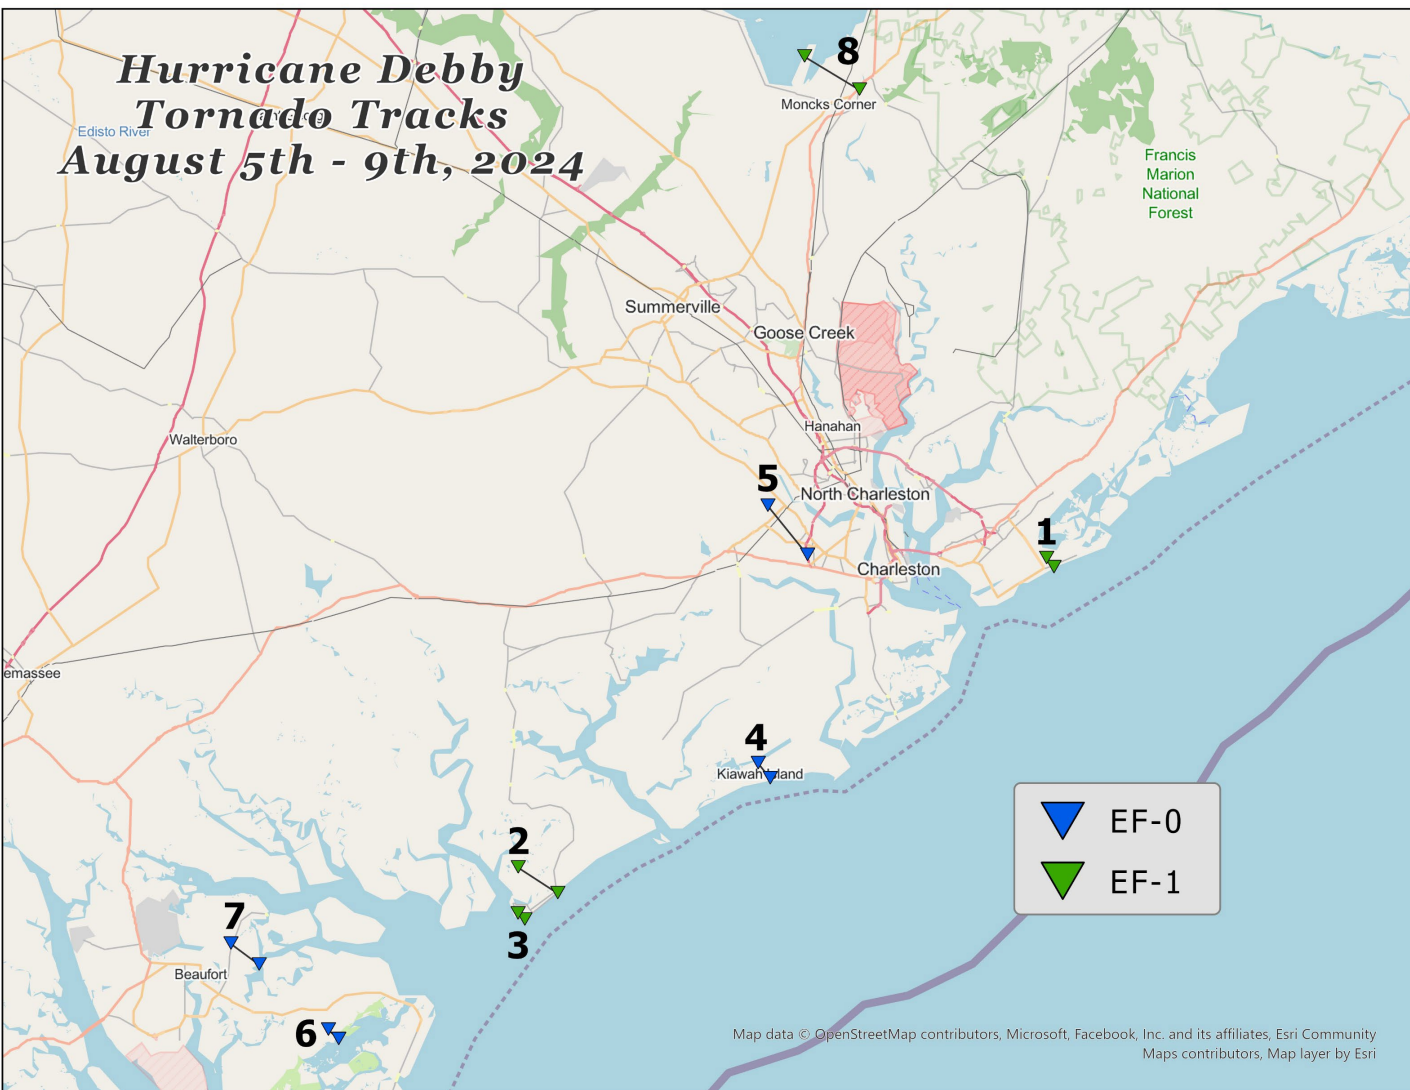 Hurricane Debby
Tornado Tracks
August 5th - 9th, 2024
Edisto River
8
Moncks Corner
Francis
Marion
National
Forest
Summerville
Goose Creek
Hanahan
Walterboro
5
North Charleston
1
Charleston
emassee
4
Kiawah Island
EF-0
EF-1
2
3
7
Beaufort
6
Map data © OpenStreetMap contributors, Microsoft, Facebook, Inc. and its affiliates, Esri Community
Maps contributors, Map layer by Esri